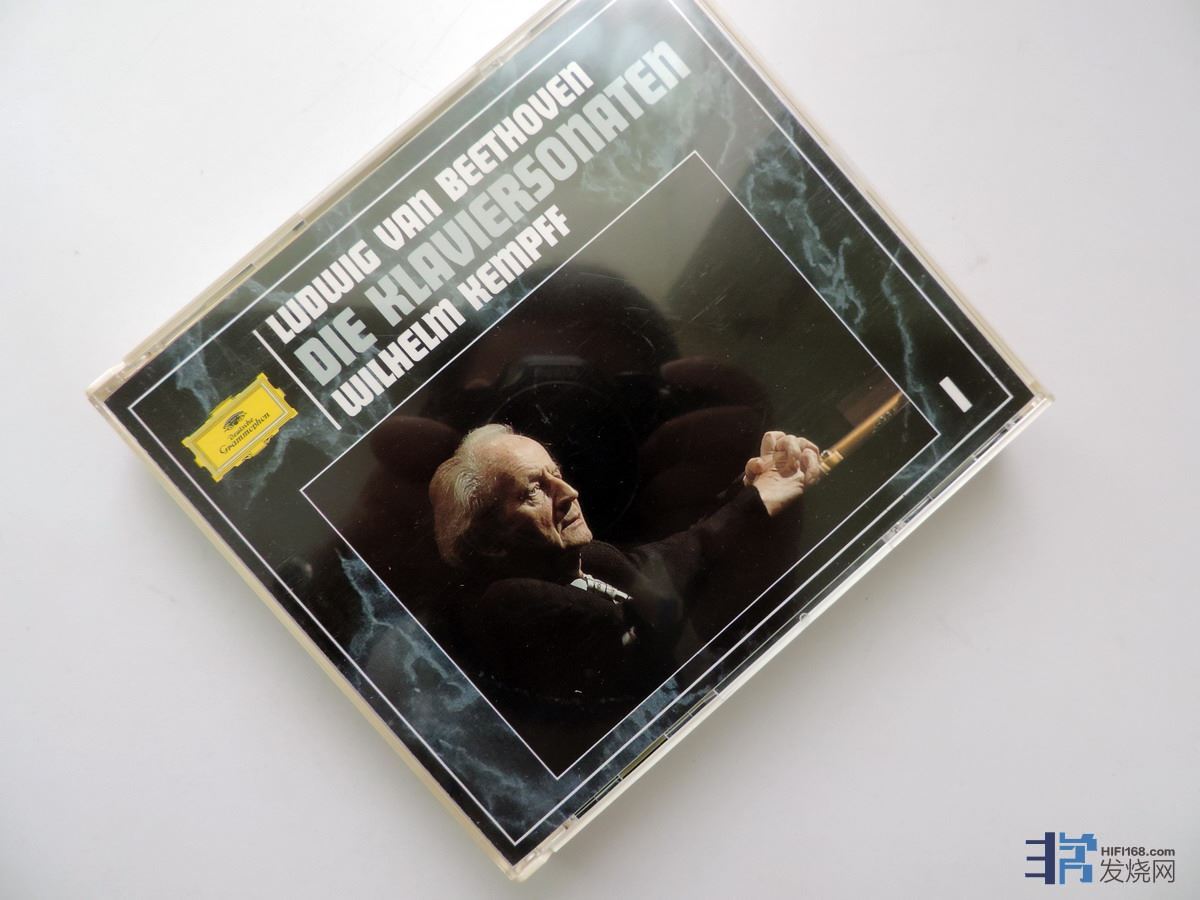 LUDWIG VAN BEETHOVEN
DIE KLAVIERSONATEN
WILHELM KEMPFF
Deutsche
Grammophon
I
HIFI168.com
发烧网